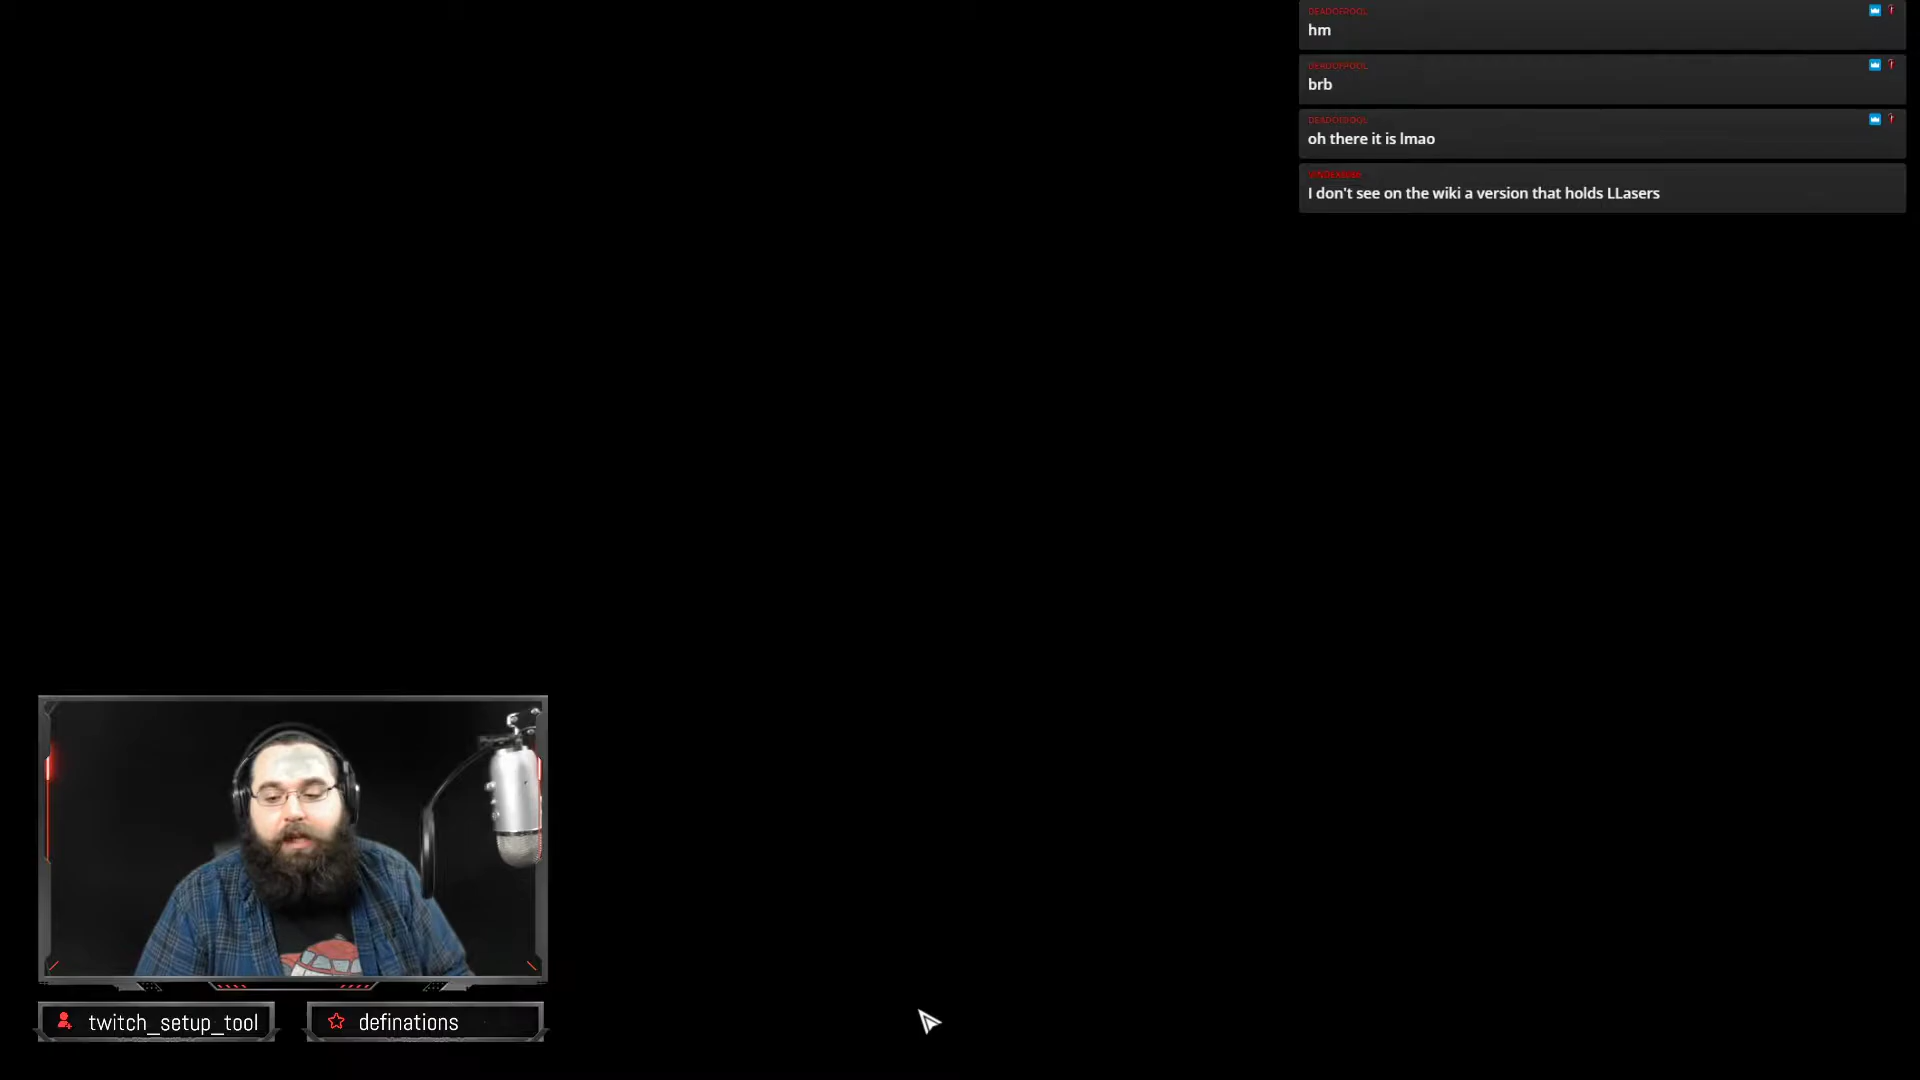 hm
brb
oh there it is lmao
I don't see on the wiki a version that holds LLasers
twitch_setup_tool
definations